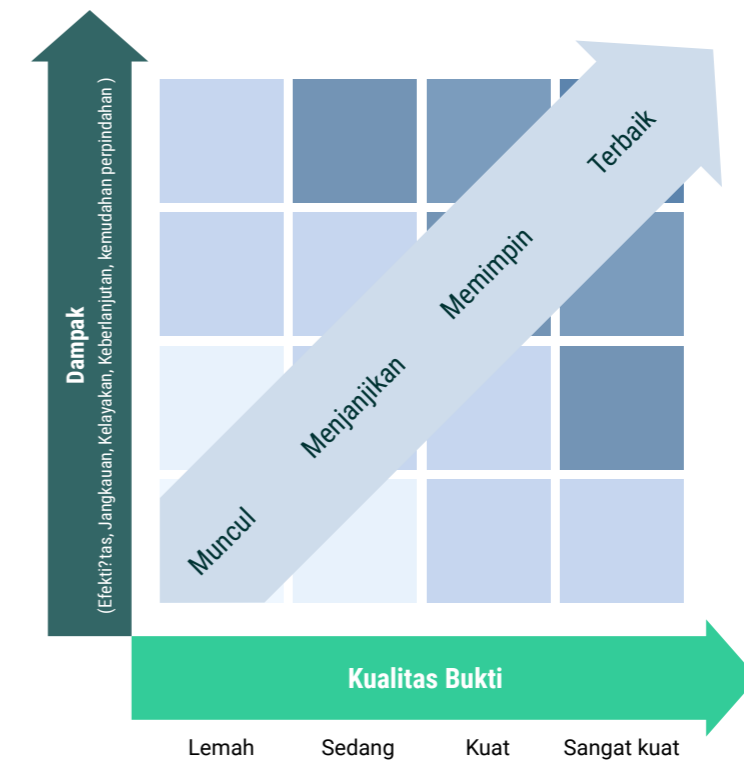 Dampak
(Efekti?tas, Jangkauan, Kelayakan, Keberlanjutan, kemudahan perpindahan )
Terbaik
Memimpin
Menjanjikan
Muncul
Kualitas Bukti
Lemah
Sedang
Kuat
Sangat kuat